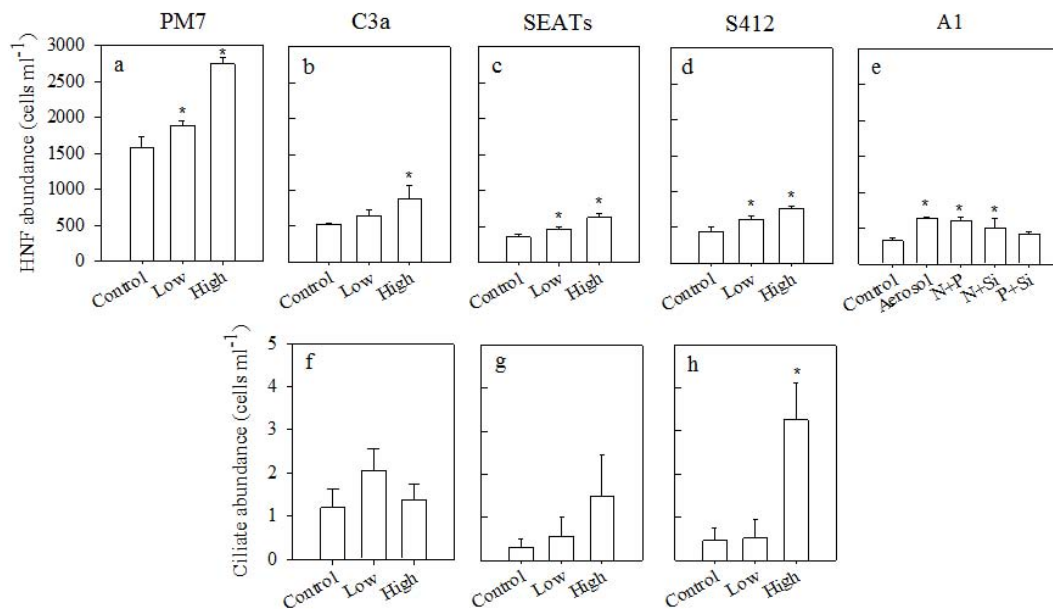 PM7 C3a SEATs S412 A1
HNF abundance (cells ml-1)
3000
2500
2000
1500
1000
500
0
a
* *
b
*
c
* *
d
* *
e
* * *
Control Low High
Control Low High
Control Low High
Control Low High
Control Aerosol N+P N+Si P+Si
Ciliate abundance (cells ml-1)
5
4
3
2
1
0
f
g
h
*
Control Low High
Control Low High
Control Low High